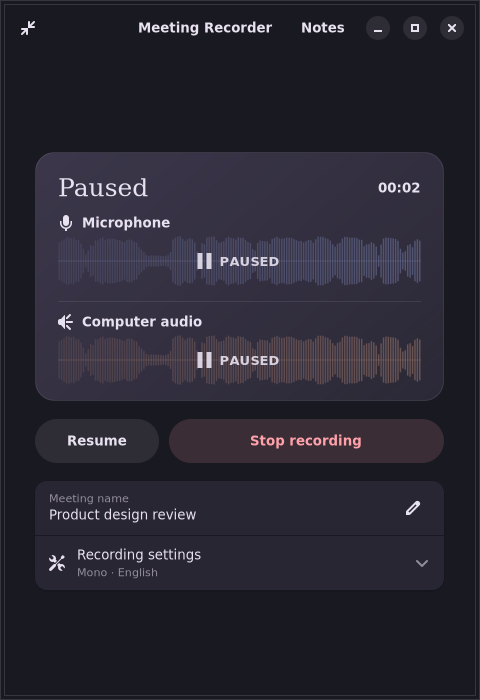 Meeting Recorder
Notes
Paused
00:02
Microphone
PAUSED
Computer audio
PAUSED
Resume
Stop recording
Meeting name
Product design review
Recording settings
Mono · English